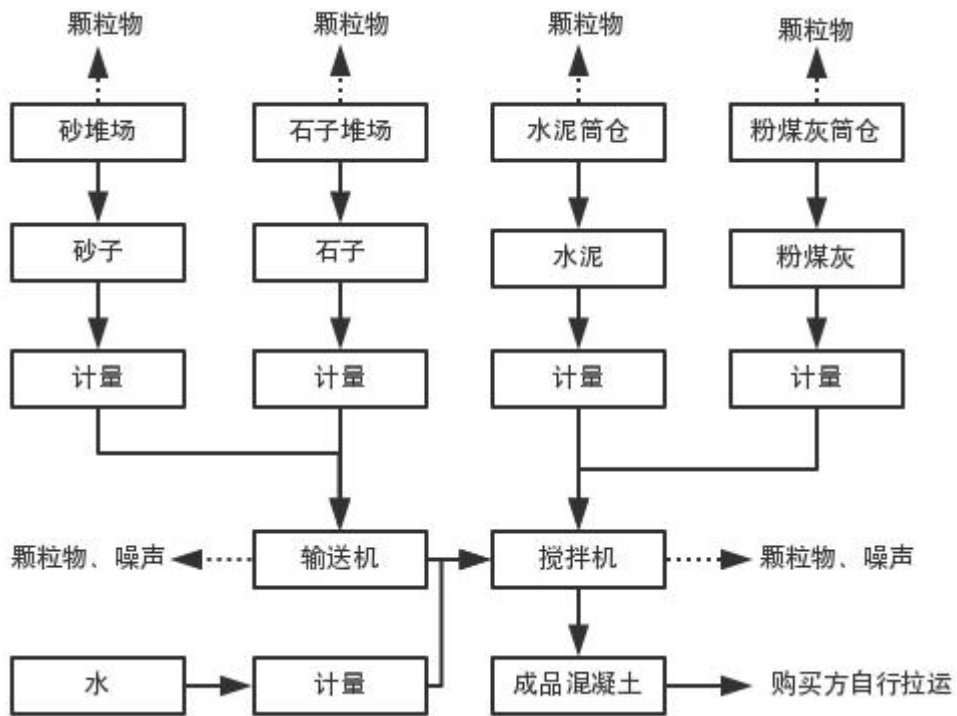 颗粒物 颗粒物 颗粒物 颗粒物
砂堆场 石子堆场 水泥筒仓 粉煤灰筒仓
砂子 石子 水泥 粉煤灰
计量 计量 计量 计量
颗粒物、噪声 输送机 搅拌机 颗粒物、噪声
水 计量 成品混凝土 购买方自行拉运